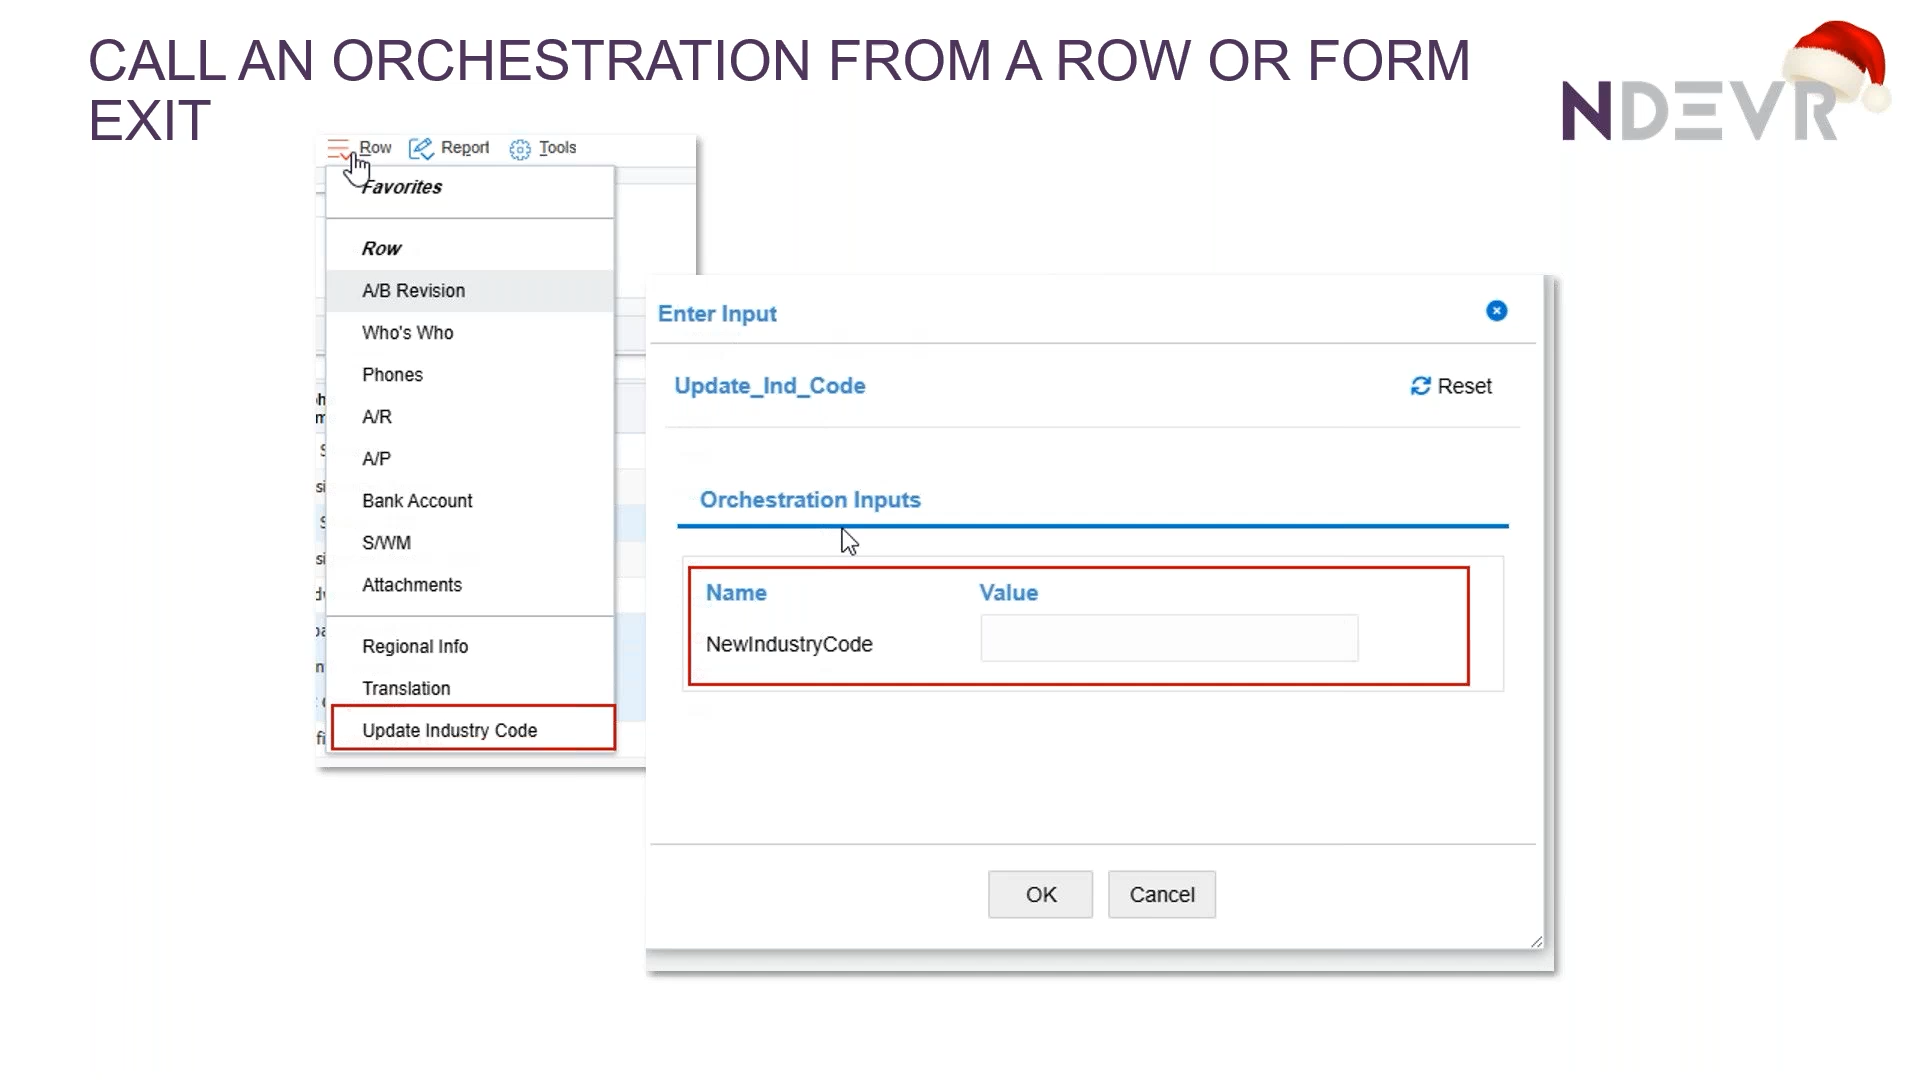 CALL AN ORCHESTRATION FROM A ROW OR FORM
EXIT
NDEVR
Row Report Tools
Favorites
Row
A/B Revision
Who's Who
Phones
A/R
A/P
Bank Account
S/WM
Attachments
Regional Info
Translation
Update Industry Code
Enter Input
Update_Ind_Code
Reset
Orchestration Inputs
Name Value
NewIndustryCode
OK Cancel